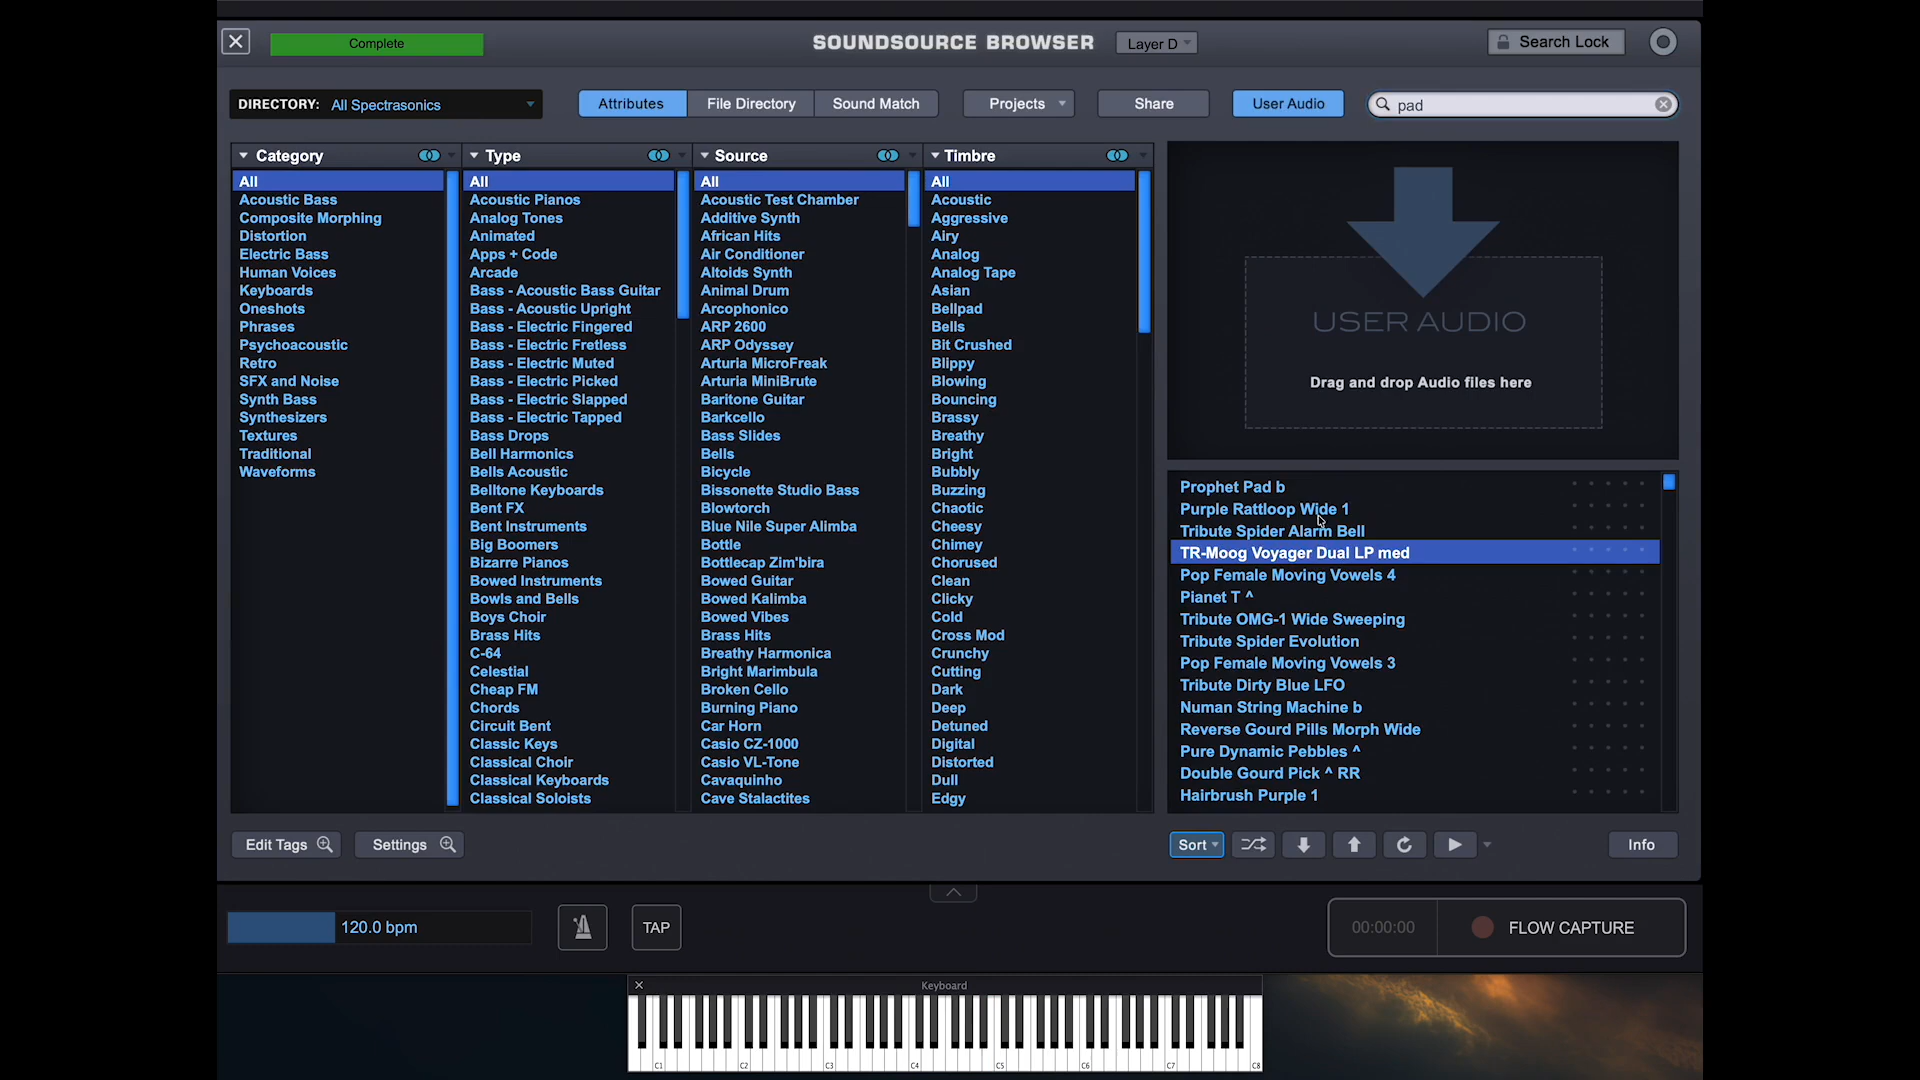 Complete
SOUNDSOURCE BROWSER
Layer D
Search Lock
DIRECTORY: All Spectrasonics
Attributes
File Directory
Sound Match
Projects
Share
User Audio
pad
Category
All
Acoustic Bass
Composite Morphing
Distortion
Electric Bass
Human Voices
Keyboards
Oneshots
Phrases
Psychoacoustic
Retro
SFX and Noise
Synth Bass
Synthesizers
Textures
Traditional
Waveforms
Type
All
Acoustic Pianos
Analog Tones
Animated
Apps + Code
Arcade
Bass - Acoustic Bass Guitar
Bass - Acoustic Upright
Bass - Electric Fingered
Bass - Electric Fretless
Bass - Electric Muted
Bass - Electric Picked
Bass - Electric Slapped
Bass - Electric Tapped
Bass Drops
Bell Harmonics
Bells Acoustic
Belltone Keyboards
Bent FX
Bent Instruments
Big Boomers
Bizarre Pianos
Bowed Instruments
Bowls and Bells
Boys Choir
Brass Hits
C-64
Celestial
Cheap FM
Chords
Circuit Bent
Classic Keys
Classical Choir
Classical Keyboards
Classical Soloists
Source
All
Acoustic Test Chamber
Additive Synth
African Hits
Air Conditioner
Altoids Synth
Animal Drum
Arcophonico
ARP 2600
ARP Odyssey
Arturia MicroFreak
Arturia MiniBrute
Baritone Guitar
Barkcello
Bass Slides
Bells
Bicycle
Bissonette Studio Bass
Blowtorch
Blue Nile Super Alimba
Bottle
Bottlecap Zim'bira
Bowed Guitar
Bowed Kalimba
Bowed Vibes
Brass Hits
Breathy Harmonica
Bright Marimbula
Broken Cello
Burning Piano
Car Horn
Casio CZ-1000
Casio VL-Tone
Cavaquinho
Cave Stalactites
Timbre
All
Acoustic
Aggressive
Airy
Analog
Analog Tape
Asian
Bellpad
Bells
Bit Crushed
Blippy
Blowing
Bouncing
Brassy
Breathy
Bright
Bubbly
Buzzing
Chaotic
Cheesy
Chimey
Chorused
Clean
Clicky
Cold
Cross Mod
Crunchy
Cutting
Dark
Deep
Detuned
Digital
Distorted
Dull
Edgy
USER AUDIO
Drag and drop Audio files here
Prophet Pad b
Purple Rattloop Wide 1
Tribute Spider Alarm Bell
TR-Moog Voyager Dual LP med
Pop Female Moving Vowels 4
Planet T ^
Tribute OMG-1 Wide Sweeping
Tribute Spider Evolution
Pop Female Moving Vowels 3
Tribute Dirty Blue LFO
Numan String Machine b
Reverse Gourd Pills Morph Wide
Pure Dynamic Pebbles ^
Double Gourd Pick ^ RR
Hairbrush Purple 1
Edit Tags
Settings
Sort
Info
120.0 bpm
TAP
00:00:00
FLOW CAPTURE
Keyboard
C1
C2
C3
C4
C5
C6
C7
C8